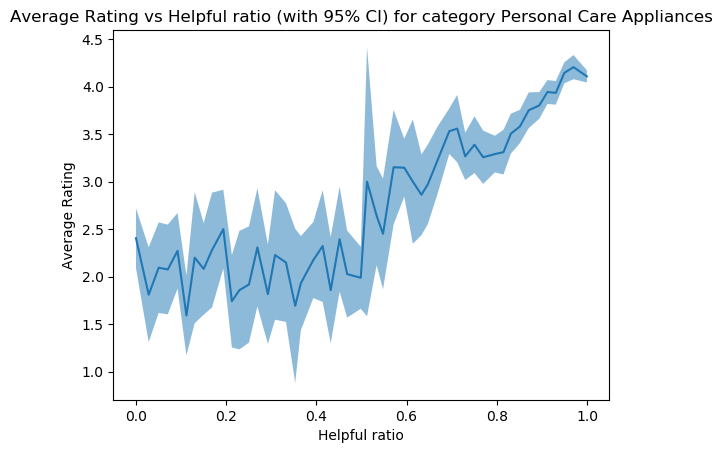 Average Rating vs Helpful ratio (with 95% CI) for category Personal Care Appliances
4.5
4.0
3.5
3.0
2.5
2.0
1.5
1.0
Average Rating
0.0 0.2 0.4 0.6 0.8 1.0
Helpful ratio